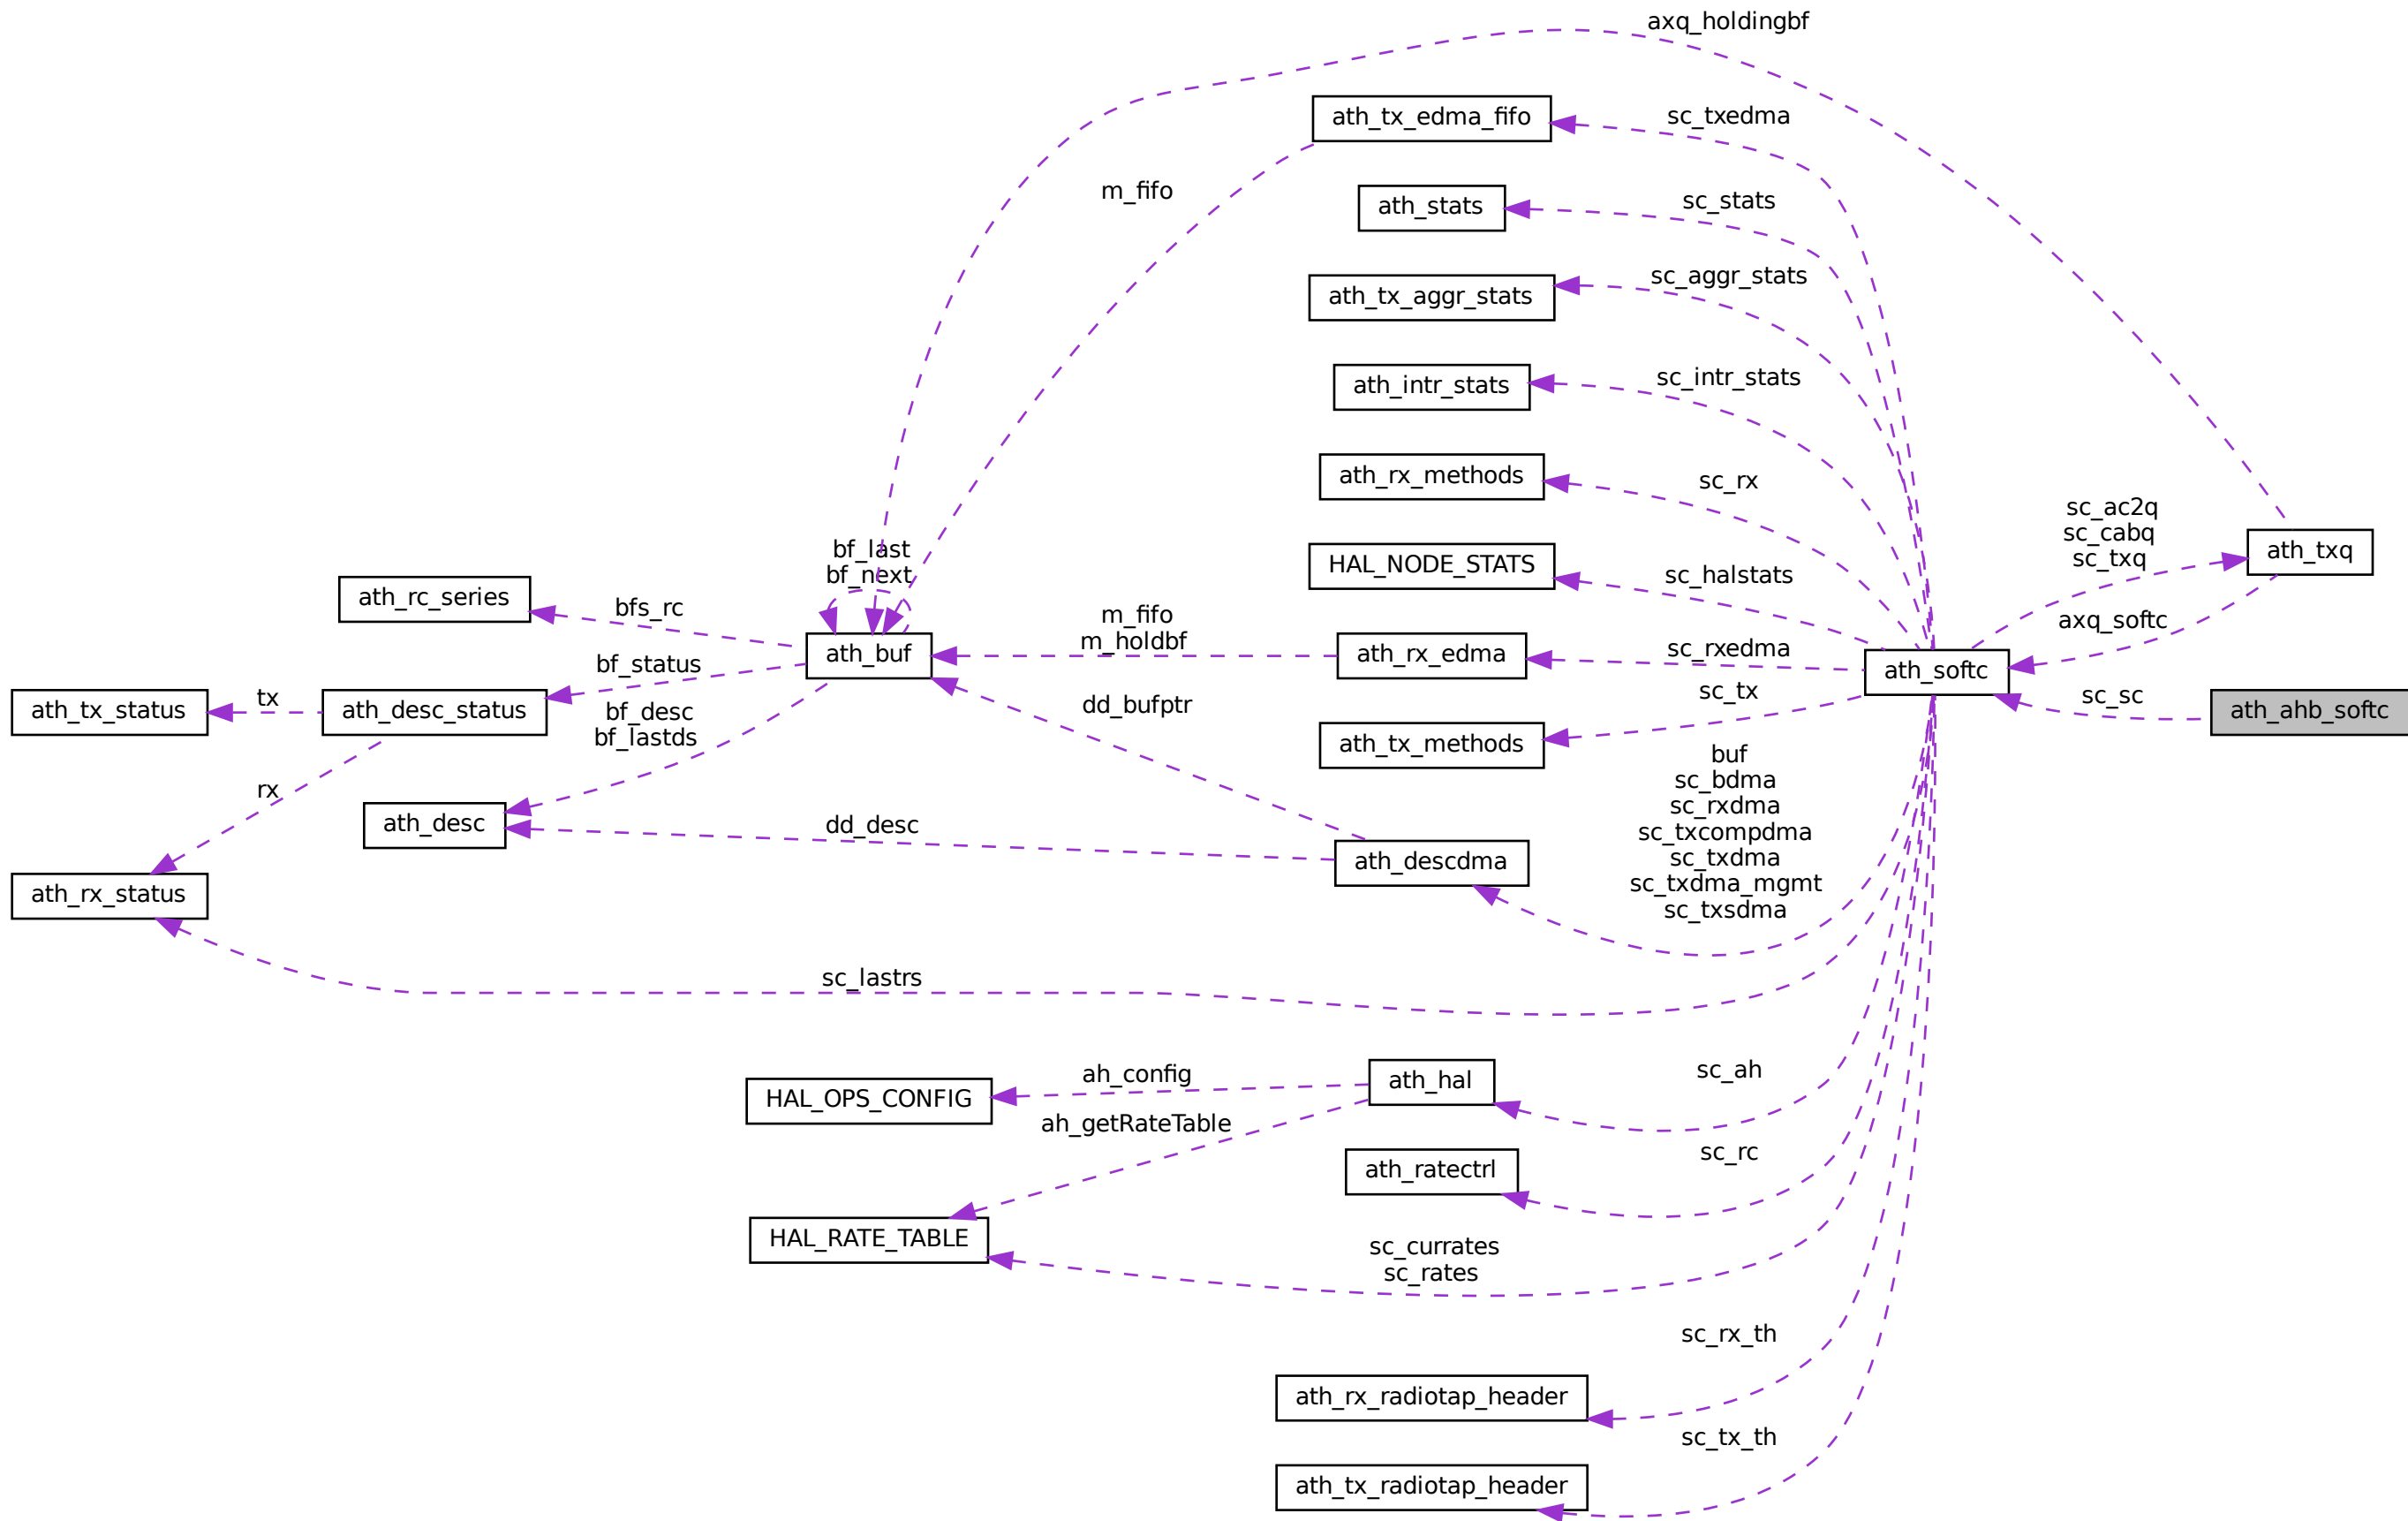 axq_holdingbf
ath_tx_edma_fifo
sc_txedma
m_fifo
ath_stats
sc_stats
ath_tx_aggr_stats
sc_aggr_stats
ath_intr_stats
sc_intr_stats
ath_rx_methods
sc_rx
HAL_NODE_STATS
sc_halstats
sc_ac2q
sc_cabq
sc_txq
ath_txq
bf_last
bf_next
ath_rc_series
bfs_rc
ath_buf
m_fifo
m_holdbf
ath_rx_edma
sc_rxedma
ath_softc
axq_softc
sc_sc
ath_ahb_softc
bf_status
ath_tx_status
tx
ath_desc_status
bf_desc
bf_lastds
dd_bufptr
sc_tx
ath_tx_methods
rx
ath_desc
dd_desc
ath_descdma
buf
sc_bdma
sc_rxdma
sc_txcompdma
sc_txdma
sc_txdma_mgmt
sc_txsdma
ath_rx_status
sc_lastrs
HAL_OPS_CONFIG
ah_config
ath_hal
sc_ah
ah_getRateTable
ath_ratectrl
sc_rc
HAL_RATE_TABLE
sc_currates
sc_rates
sc_rx_th
ath_rx_radiotap_header
sc_tx_th
ath_tx_radiotap_header